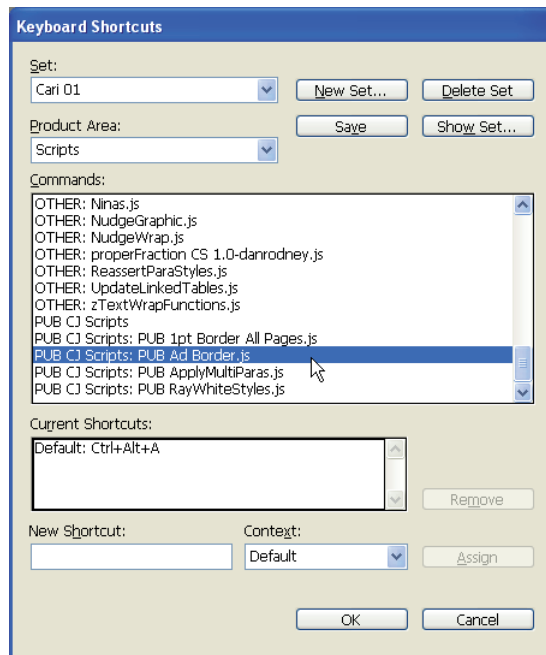 Keyboard Shortcuts
Set:
Cari 01
New Set...
Delete Set
Product Area:
Save
Show Set...
Scripts
Commands:
OTHER: Ninas.js
OTHER: NudgeGraphic.js
OTHER: NudgeWrap.js
OTHER: properFraction CS 1.0-danrodney.js
OTHER: ReassertParaStyles.js
OTHER: UpdateLinkedTables.js
OTHER: zTextWrapFunctions.js
PUB CJ Scripts
PUB CJ Scripts: PUB 1pt Border All Pages.js
PUB CJ Scripts: PUB Ad Border.js
PUB CJ Scripts: PUB ApplyMultiParas.js
PUB CJ Scripts: PUB RayWhiteStyles.js
Current Shortcuts:
Default: Ctrl+Alt+A
Remove
New Shortcut:
Context:
Default
Assign
OK
Cancel